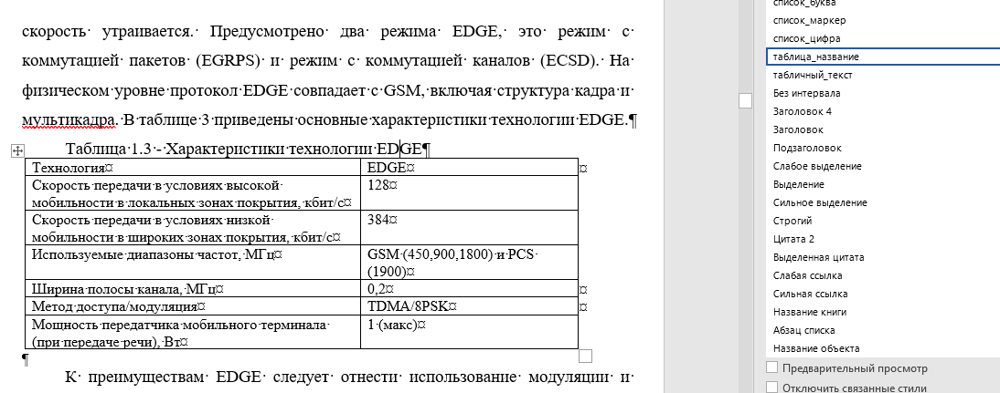 скорость утраивается. Предусмотрено два режима EDGE, это режим с
коммутацией пакетов (EGRPS) и режим с коммутацией каналов (ECSD). На
физическом уровне протокол EDGE совпадает с GSM, включая структура кадра и
мультикадра. В таблице 3 приведены основные характеристики технологии EDGE.¶
Таблица 1.3 - Характеристики технологии EDGE¶
Технология¤ EDGE¤ ¤
Скорость передачи в условиях высокой
мобильности в локальных зонах покрытия, кбит/с¤
128¤
Скорость передачи в условиях низкой
мобильности в широких зонах покрытия, кбит/с¤
384¤
Используемые диапазоны частот, МГц¤
GSM (450,900,1800) и PCS
(1900)¤
Ширина полосы канала, МГц¤ 0,2¤ ¤
Метод доступа/модуляция¤ TDMA/8PSK¤ ¤
Мощность передатчика мобильного терминала
(при передаче речи), Вт¤
1 (макс)¤
¶
К преимуществам EDGE следует отнести использование модуляции и
список_буква
список_маркер
список_цифра
таблица_название
табличный_текст
Без интервала
Заголовок 4
Заголовок
Подзаголовок
Слабое выделение
Выделение
Сильное выделение
Строгий
Цитата 2
Выделенная цитата
Слабая ссылка
Сильная ссылка
Название книги
Абзац списка
Название объекта
Предварительный просмотр
Отключить связанные стили